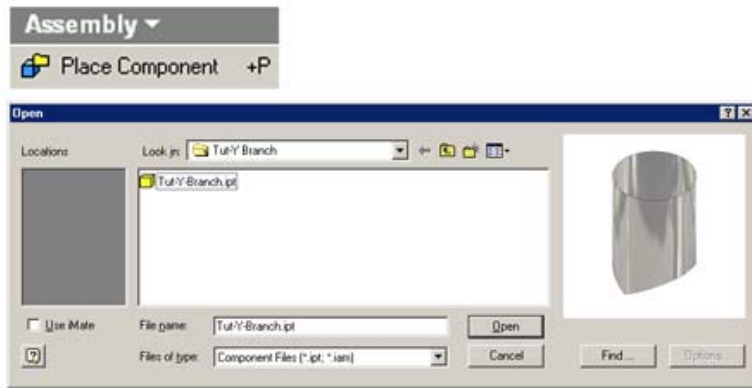 Assembly
Place Component +P
Open
Locations
Look in: Tut-Y Branch
Tut-Y-Branch.ipt
Use iMate
File name: Tut-Y-Branch.ipt
Open
Files of type: Component Files (*.ipt; *.iam)
Cancel
Find...
Options...